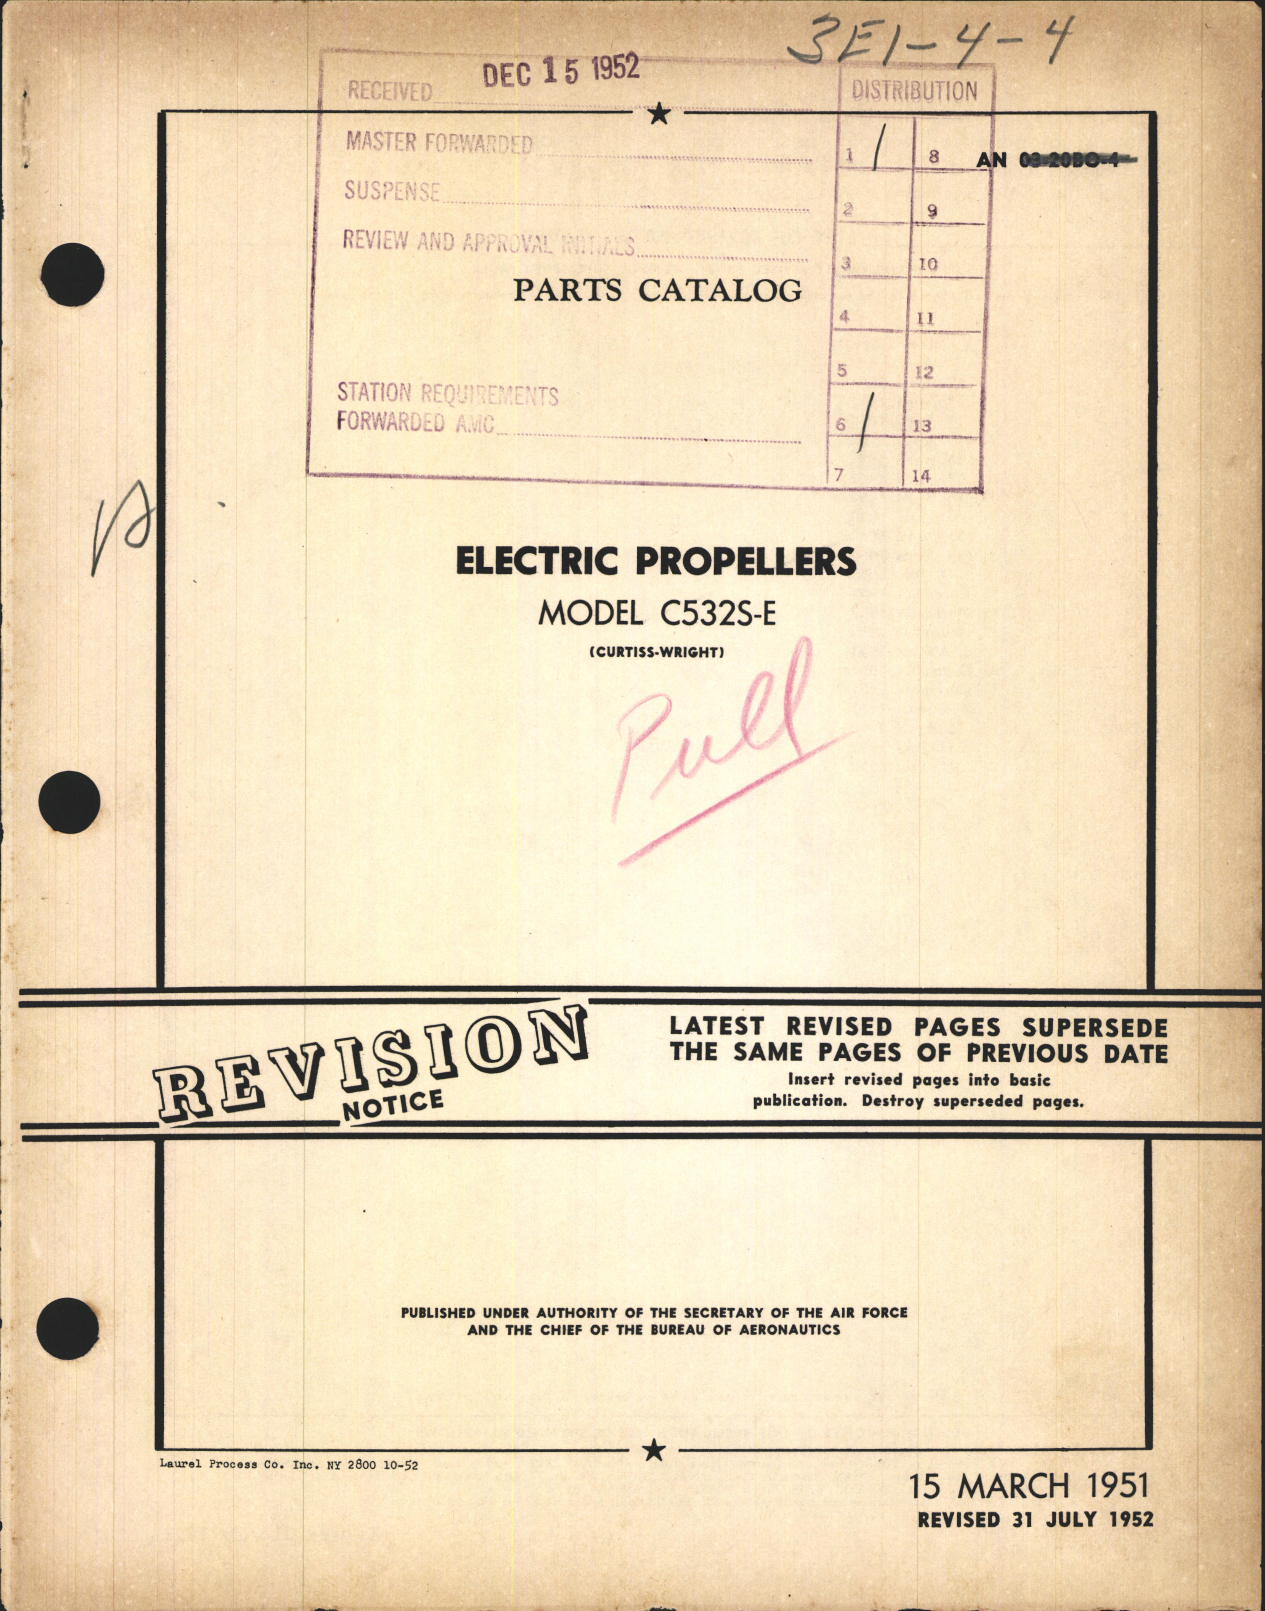 3E1-4-4
RECEIVED DEC 15 1952
DISTRIBUTION
MASTER FORWARDED
1 / 8
AN 03-20BO-4
SUSPENSE
2 9
REVIEW AND APPROVAL INITIALS
3 10
PARTS CATALOG
4 11
5 12
STATION REQUIREMENTS
FORWARDED AMC
6 / 13
7 14
ELECTRIC PROPELLERS
MODEL C532S-E
(CURTISS-WRIGHT)
Pull
REVISION
NOTICE
LATEST REVISED PAGES SUPERSEDE
THE SAME PAGES OF PREVIOUS DATE
Insert revised pages into basic
publication. Destroy superseded pages.
PUBLISHED UNDER AUTHORITY OF THE SECRETARY OF THE AIR FORCE
AND THE CHIEF OF THE BUREAU OF AERONAUTICS
Laurel Process Co. Inc. NY 2800 10-52
15 MARCH 1951
REVISED 31 JULY 1952